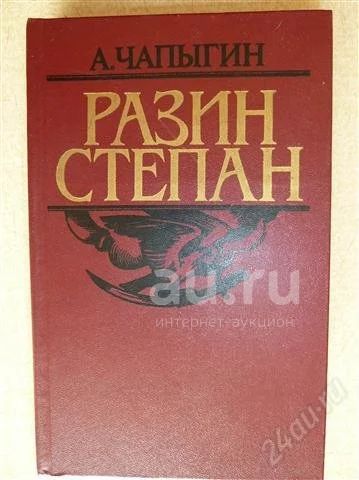 А.ЧАПЫГИН
РАЗИН
СТЕПАН
au.ru
интернет-аукцион
24au.ru